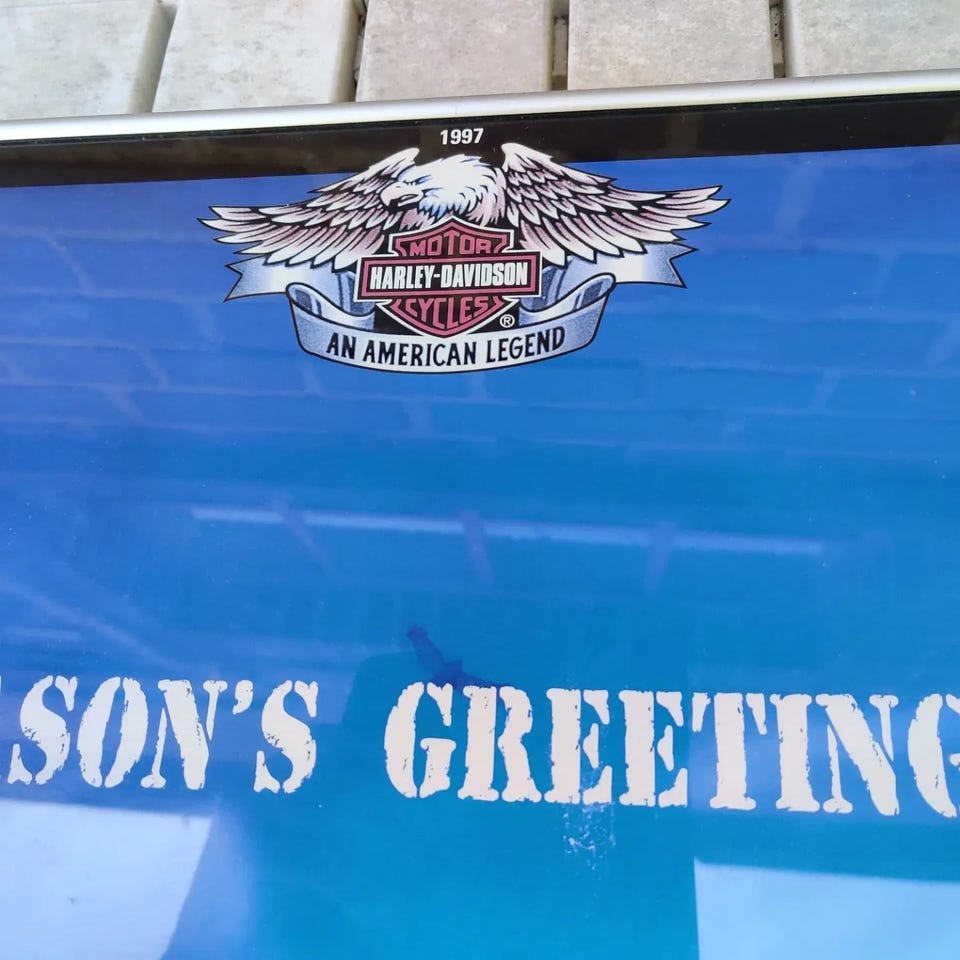 1997
MOTOR
HARLEY-DAVIDSON
CYCLES
®
AN AMERICAN LEGEND
SON'S GREETING